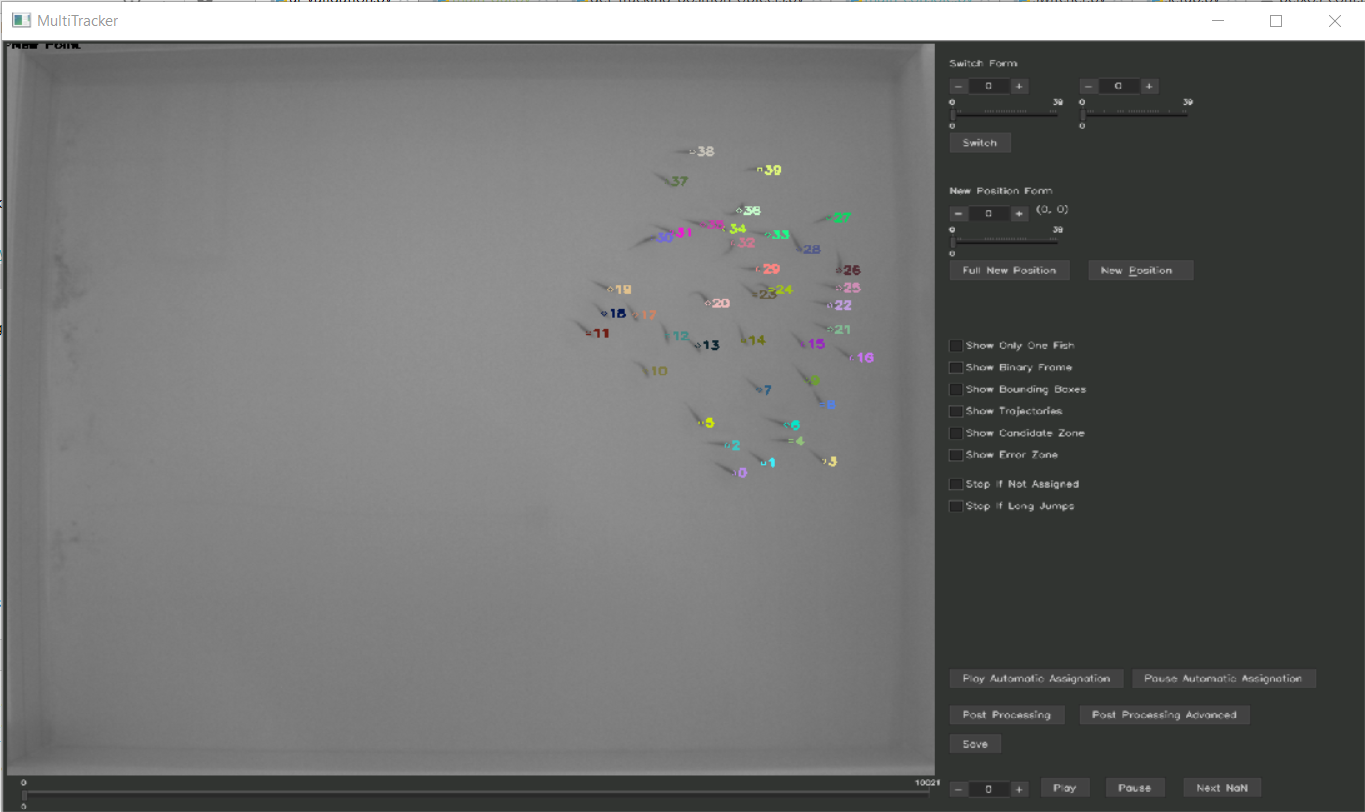 MultiTracker
New Point
Switch Form
- 0 + - 0 +
0 39 0 39
0 0
Switch
New Position Form
- 0 + (0, 0)
0 39
0
Full New Position New Position
Show Only One Fish
Show Binary Frame
Show Bounding Boxes
Show Trajectories
Show Candidate Zone
Show Error Zone
Stop If Not Assigned
Stop If Long Jumps
Play Automatic Assignation Pause Automatic Assignation
Post Processing Post Processing Advanced
Save
- 0 + Play Pause Next NaN
38
39
37
36
27
35
34
31
30
33
32
28
29
26
19
23
24
25
20
22
18
17
11
12
21
13
14
15
16
10
9
7
8
5
6
2
4
1
3
0
0 10021
0